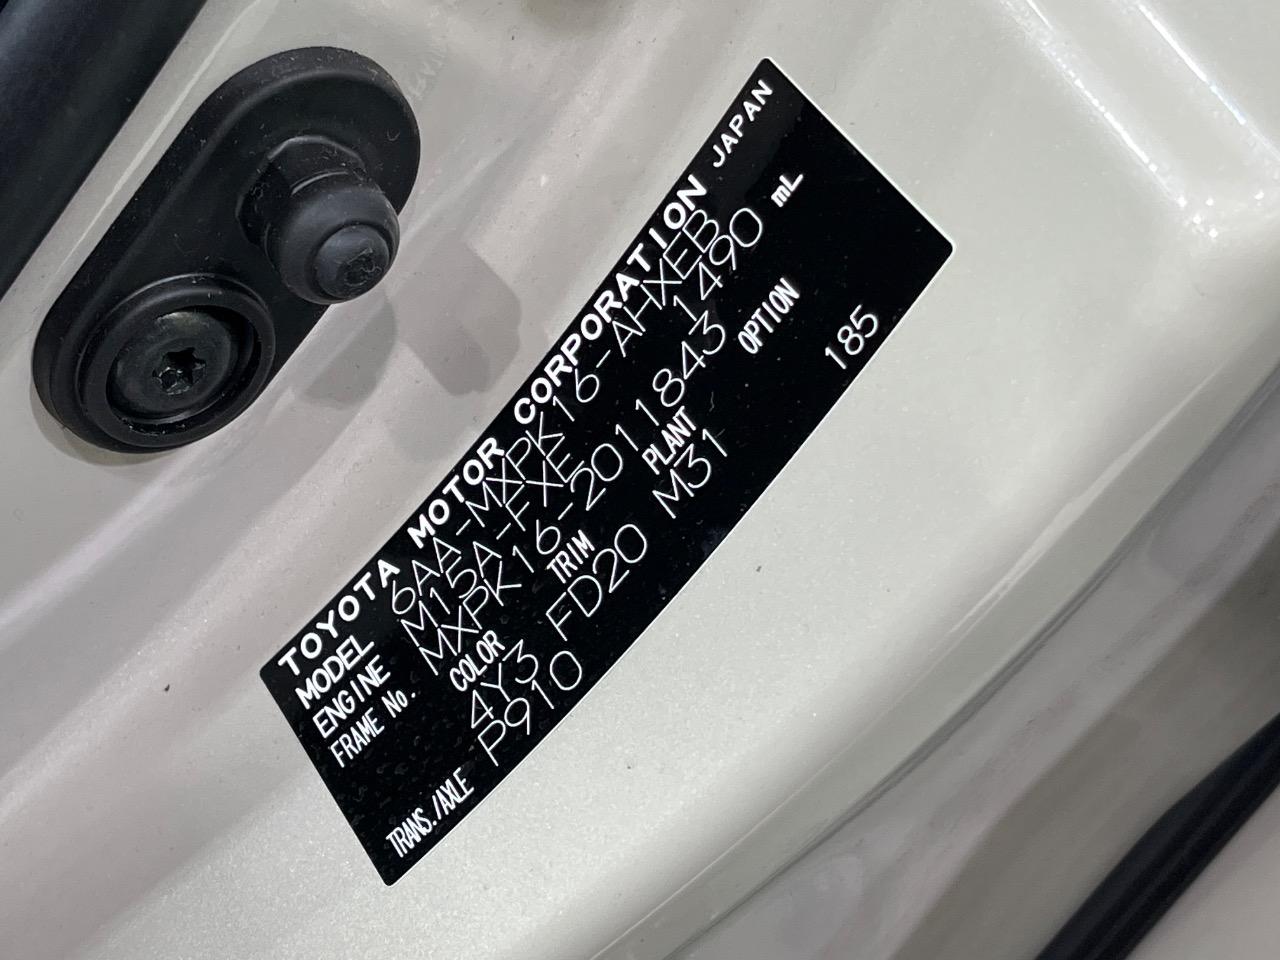 TOYOTA MOTOR CORPORATION JAPAN
MODEL 6AA-MXPK16-AHXEB
ENGINE M15A-FXE 1490 mL
FRAME No. MXPK16-2011843
COLOR TRIM PLANT OPTION
4Y3 FD20 M31 185
TRANS./AXLE P910